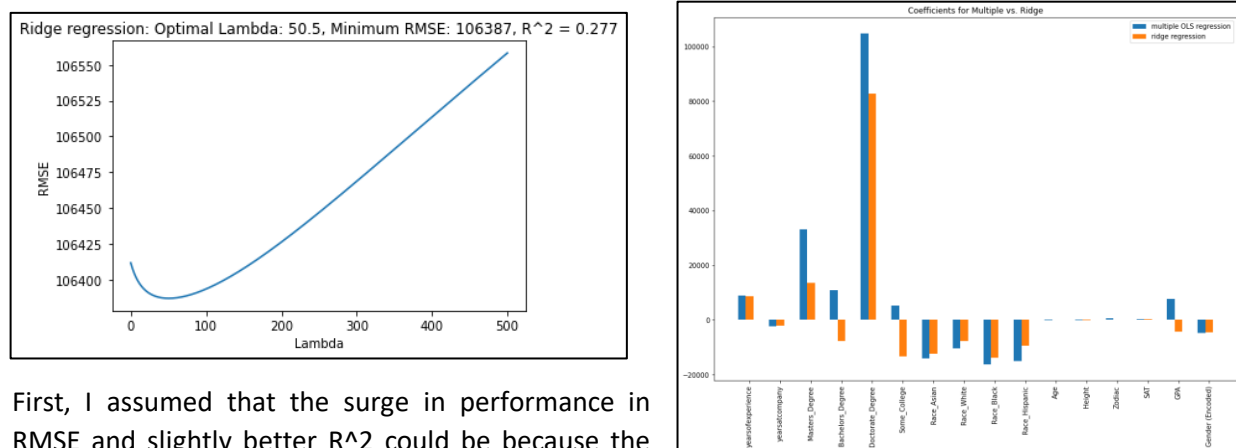 Ridge regression: Optimal Lambda: 50.5, Minimum RMSE: 106387, R^2 = 0.277
106550
106525
106500
106475
106450
106425
106400
RMSE
0 100 200 300 400 500
Lambda
First, I assumed that the surge in performance in
RMSE and slightly better R^2 could be because the
Coefficients for Multiple vs. Ridge
multiple OLS regression
ridge regression
100000
80000
60000
40000
20000
0
−20000
yearsofexperience
yearsatcompany
Masters_Degree
Bachelors_Degree
Doctorate_Degree
Some_College
Race_Asian
Race_White
Race_Black
Race_Hispanic
Age
Height
Zodiac
SAT
GPA
Gender (Encoded)